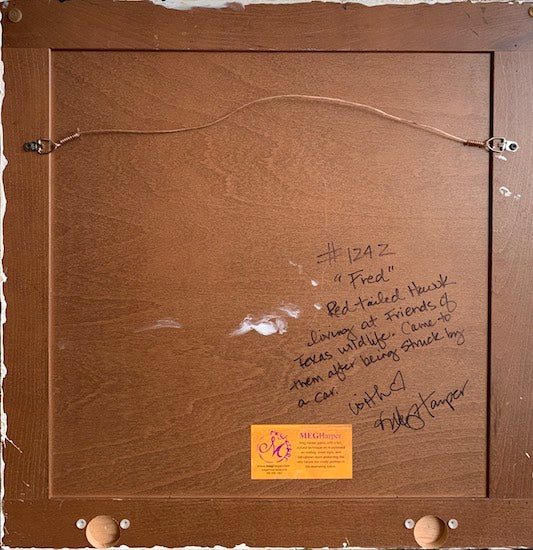 #1242
"Fred"
Red-tailed Hawk
living at Friends of
Texas Wildlife. Came to
them after being struck by
a car.
with ♡
Meg Harper
MEGHarper